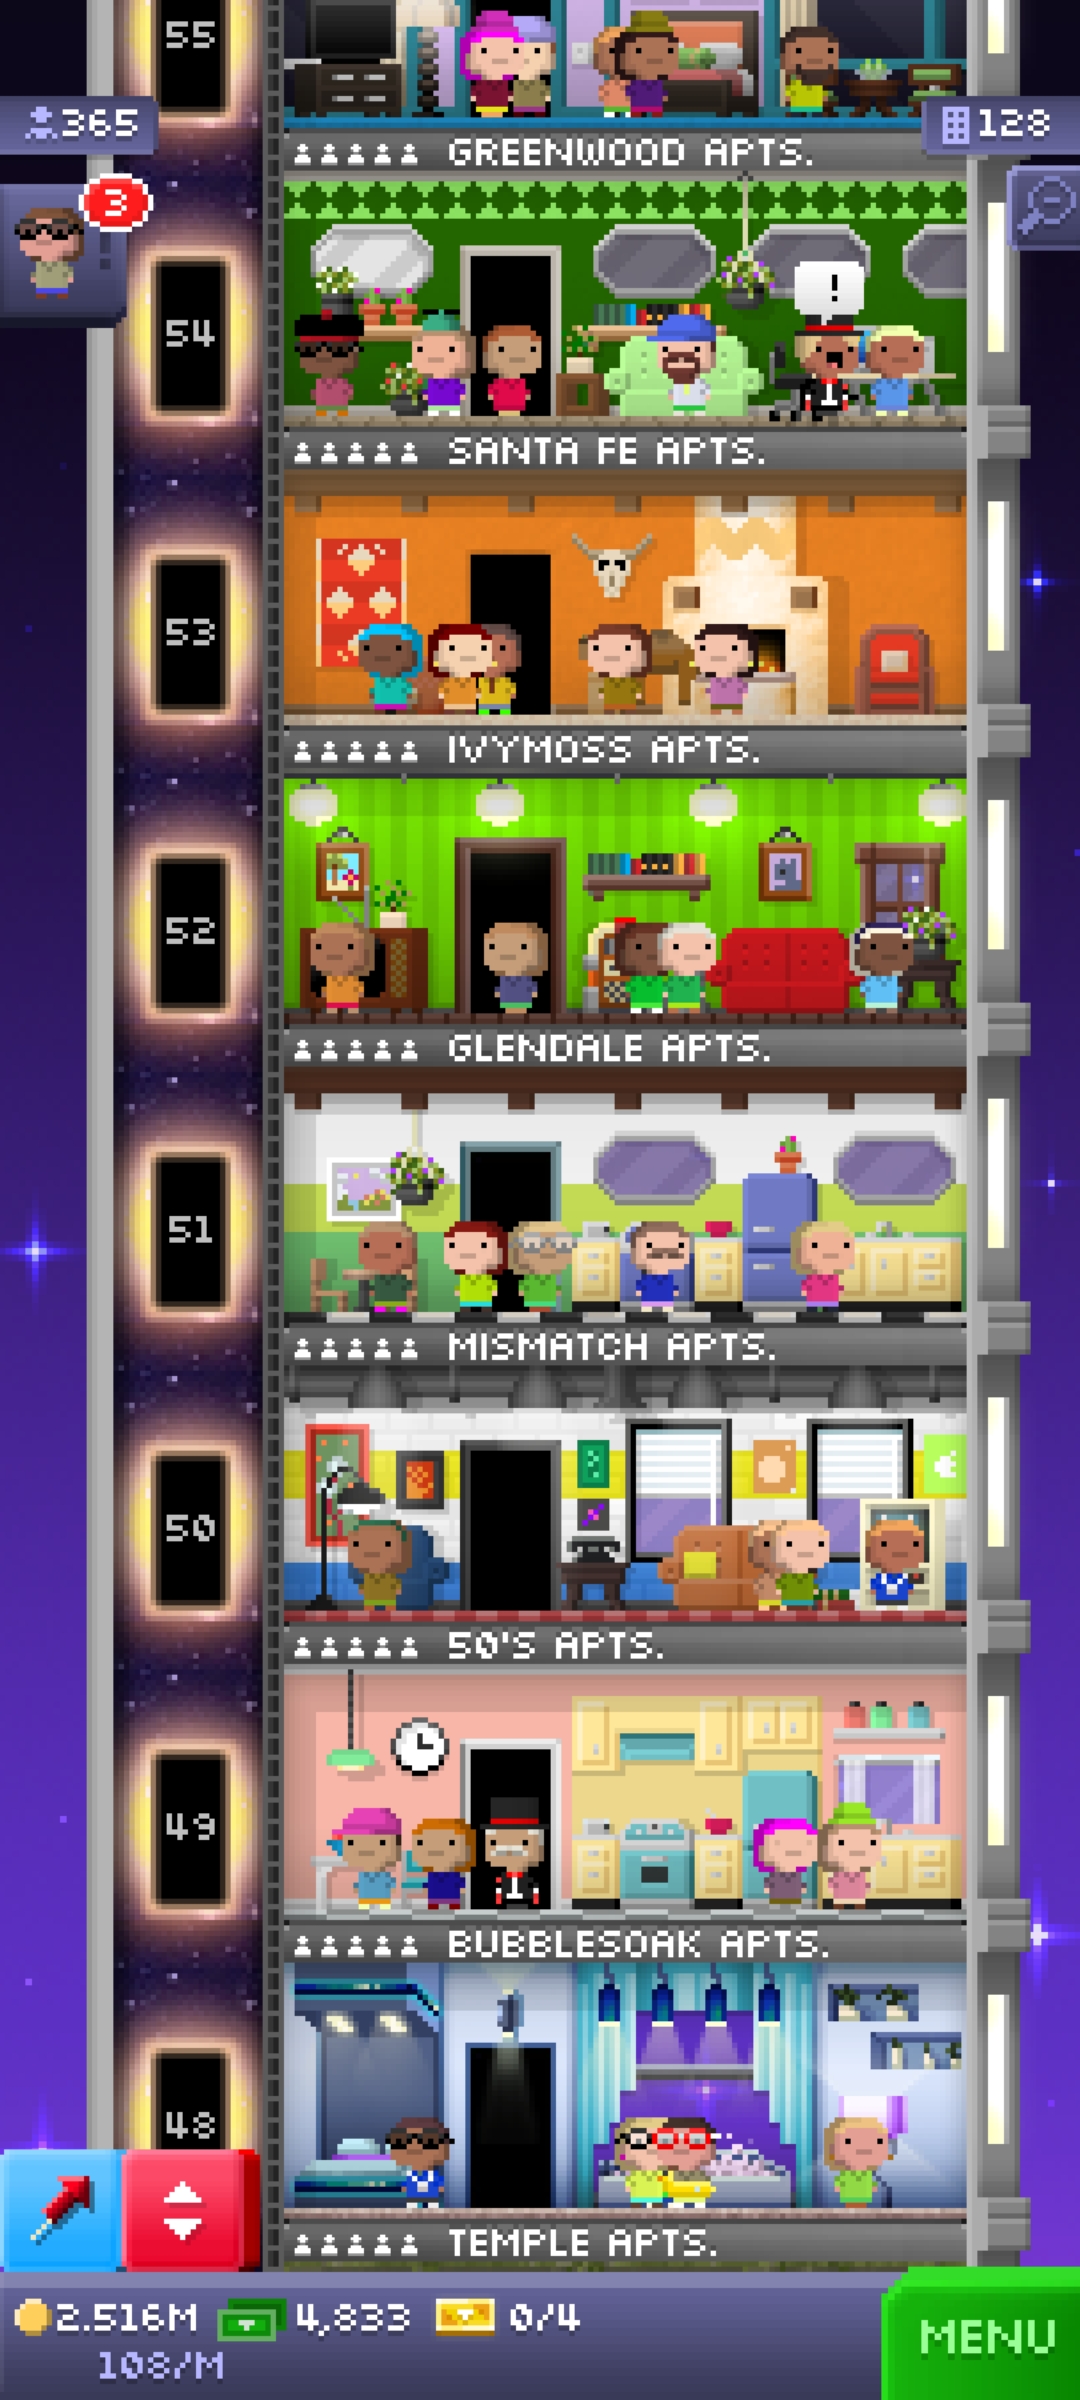 55
365
128
GREENWOOD APTS.
3
!
54
SANTA FE APTS.
53
IVYMOSS APTS.
52
GLENDALE APTS.
51
MISMATCH APTS.
50
50'S APTS.
49
BUBBLESOAK APTS.
48
TEMPLE APTS.
2.516M 4,833 0/4
MENU
108/M